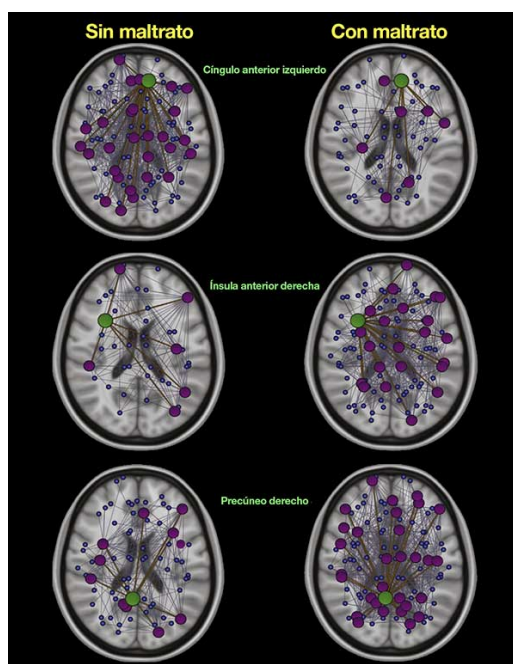 Sin maltrato
Con maltrato
Cíngulo anterior izquierdo
Ínsula anterior derecha
Precúneo derecho